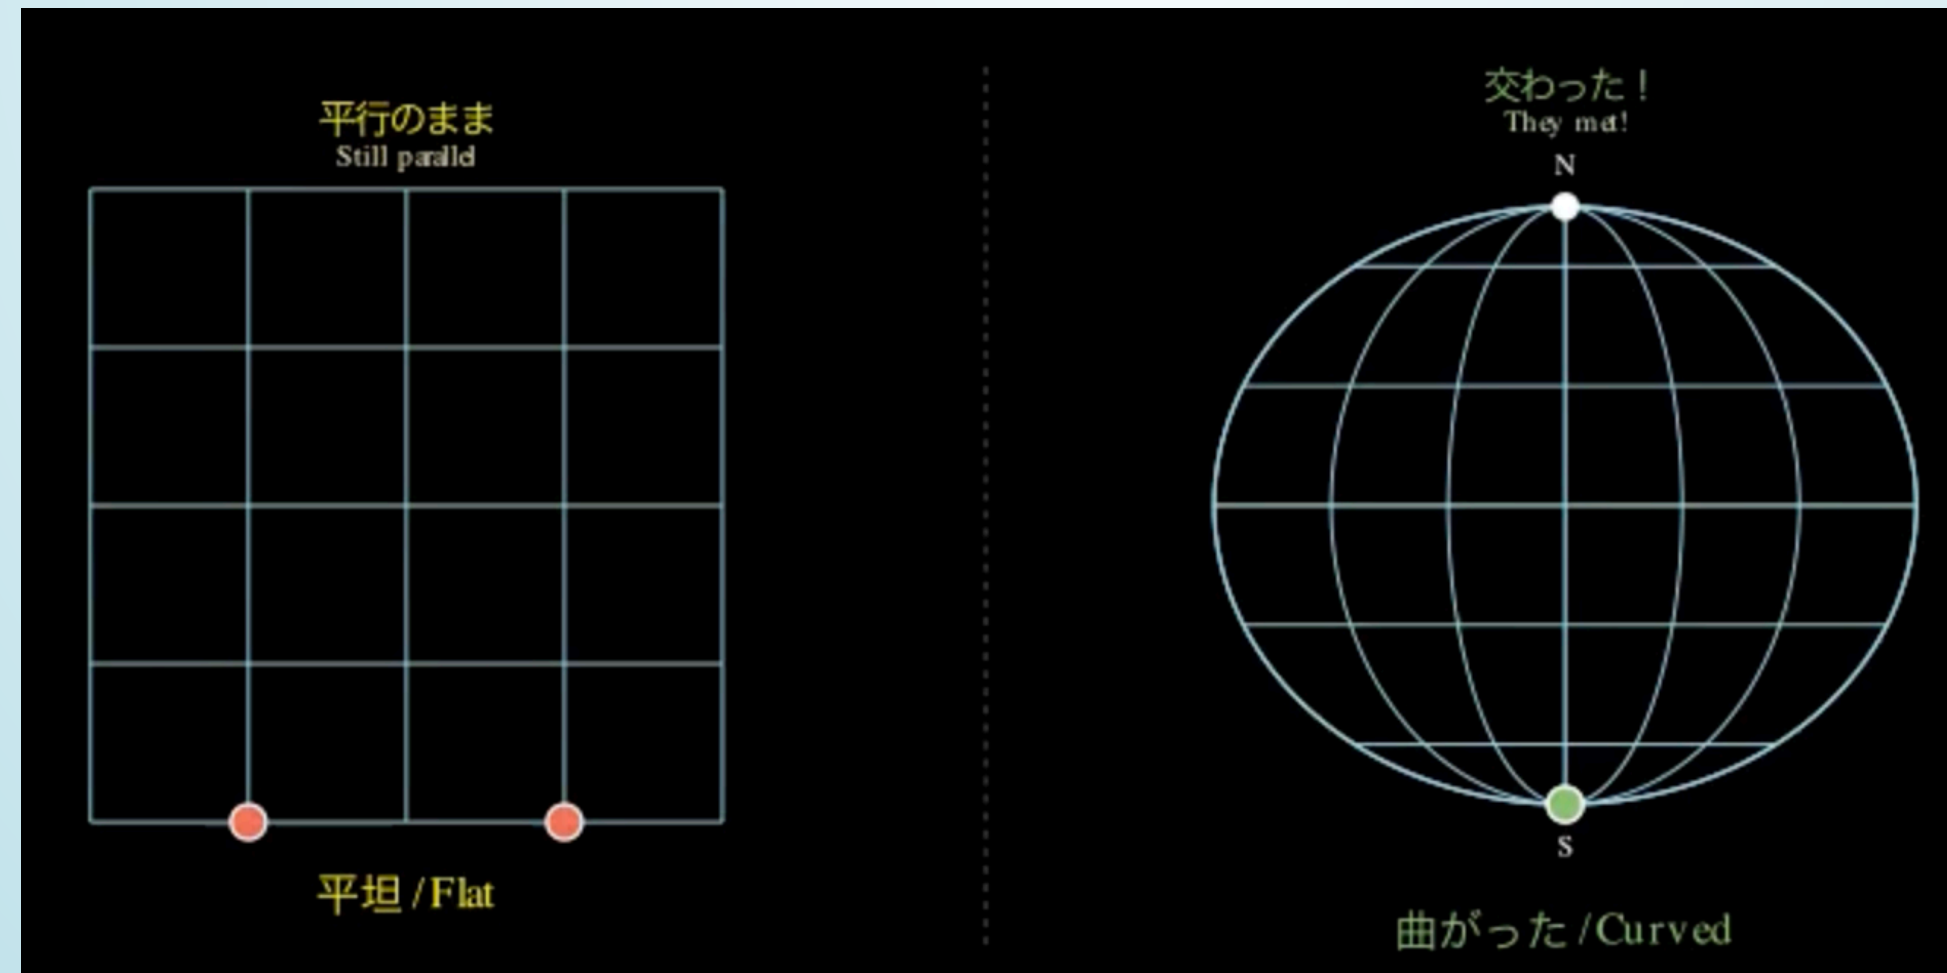 平行のまま
Still parallel
平坦 / Flat
交わった！
They met!
N
S
曲がった / Curved